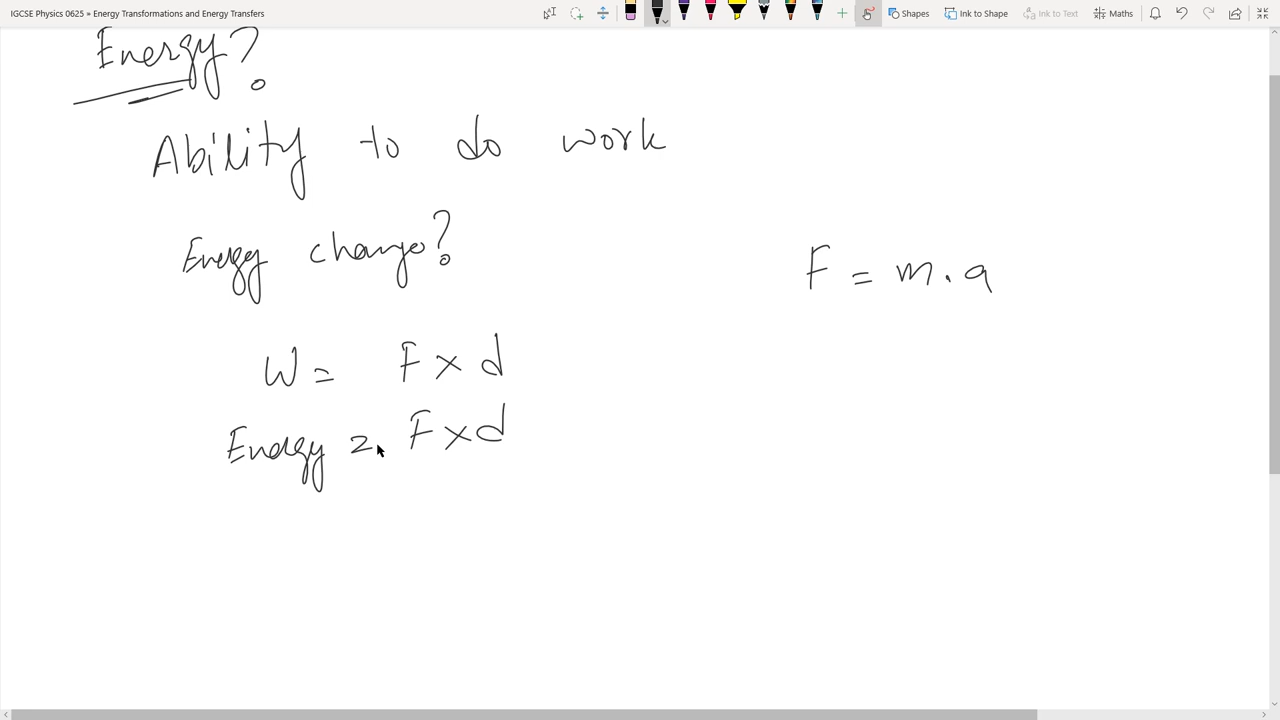 IGCSE Physics 0625 » Energy Transformations and Energy Transfers
Shapes Ink to Shape Ink to Text Maths
Energy?
Ability to do work
Energy change?
F = m.a
W = F × d
Energy = F × d